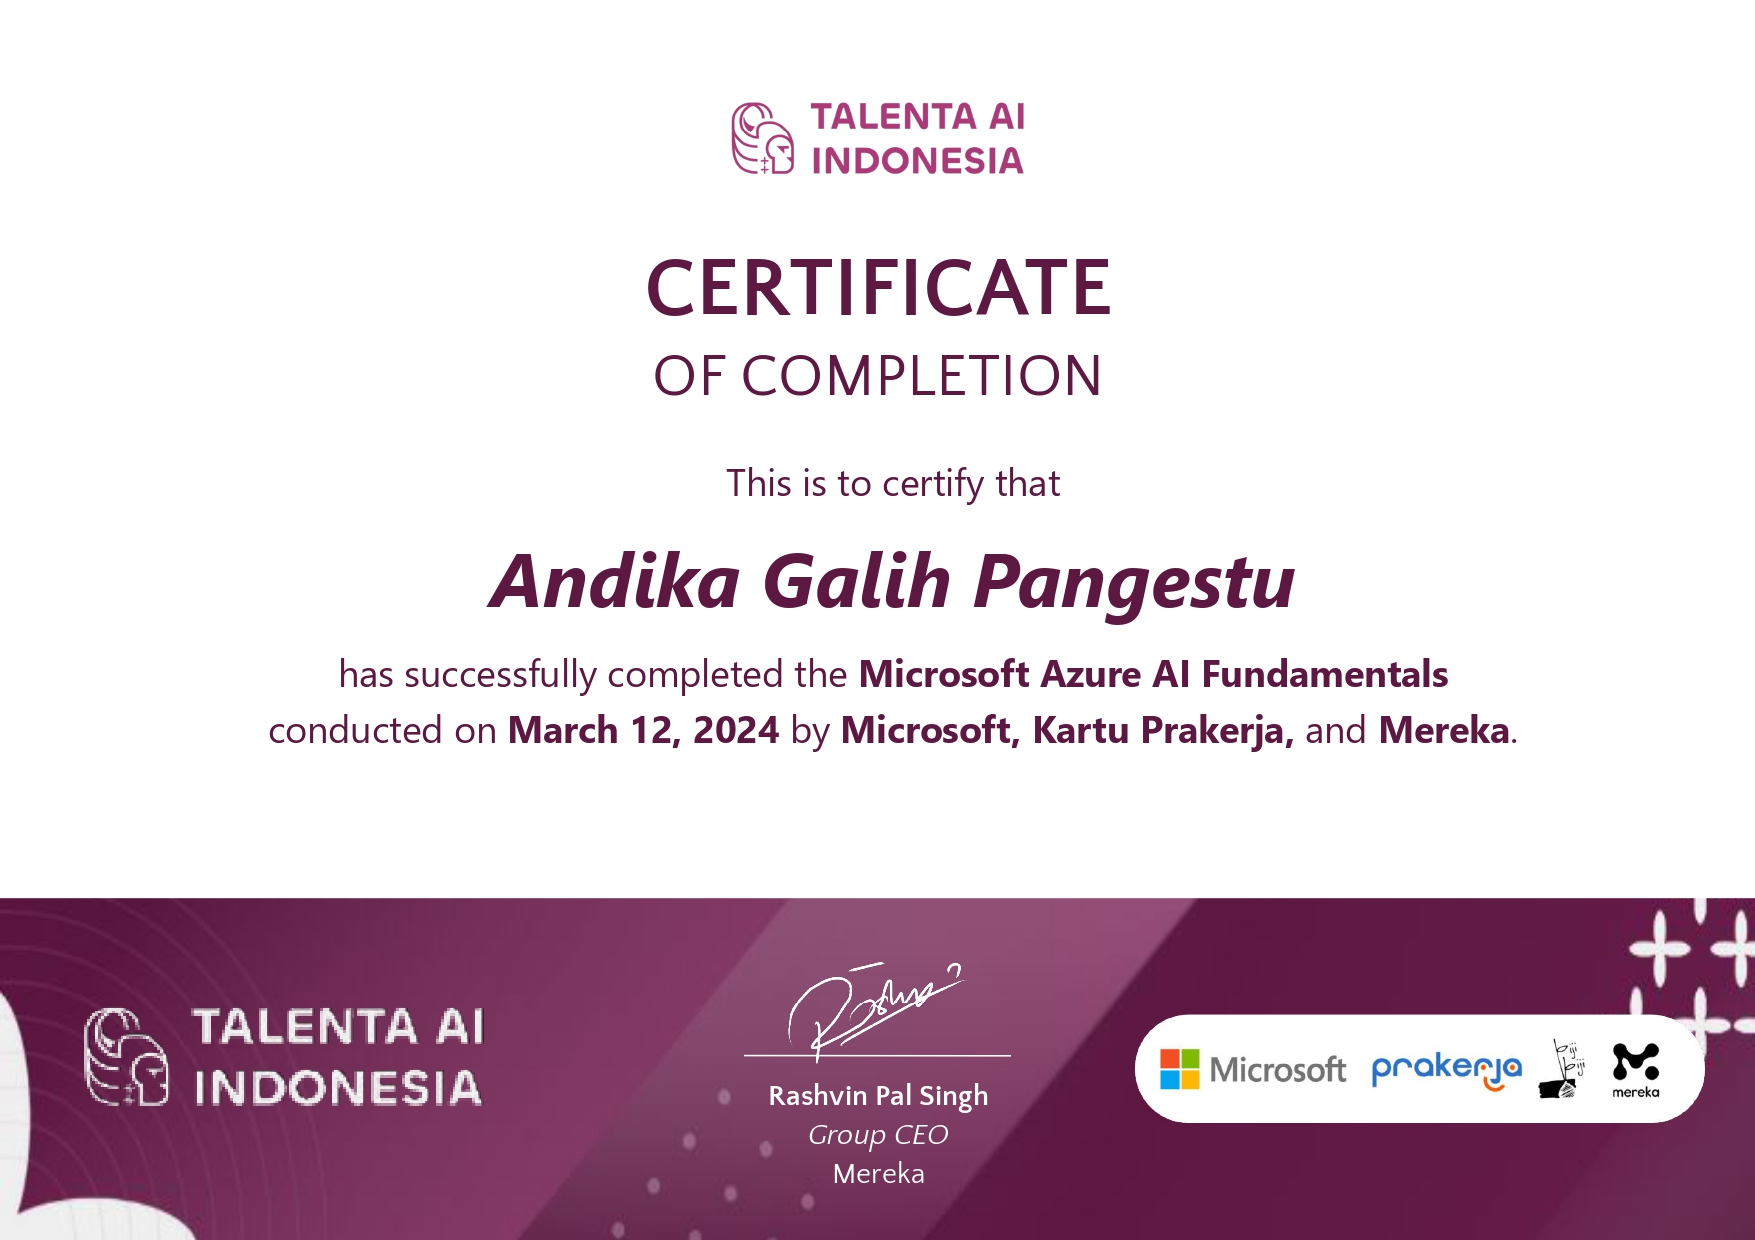 TALENTA AI
INDONESIA
CERTIFICATE
OF COMPLETION
This is to certify that
Andika Galih Pangestu
has successfully completed the Microsoft Azure AI Fundamentals
conducted on March 12, 2024 by Microsoft, Kartu Prakerja, and Mereka.
TALENTA AI
INDONESIA
Rashvin Pal Singh
Group CEO
Mereka
Microsoft
prakerja
biji
biji
mereka